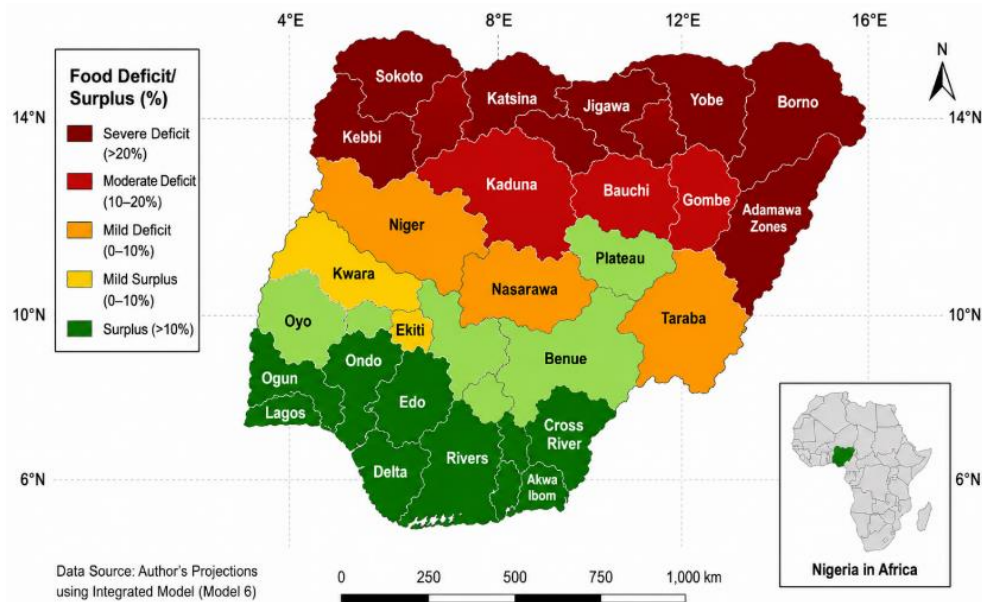 4°E 8°E 12°E 16°E
N
Food Deficit/
Surplus (%)
Severe Deficit
(>20%)
Moderate Deficit
(10–20%)
Mild Deficit
(0–10%)
Mild Surplus
(0–10%)
Surplus (>10%)
14°N
14°N
10°N
10°N
6°N
6°N
Sokoto
Katsina
Jigawa
Yobe
Borno
Kebbi
Kaduna
Bauchi
Gombe
Adamawa
Zones
Niger
Plateau
Kwara
Nasarawa
Taraba
Oyo
Ekiti
Benue
Ondo
Ogun
Edo
Lagos
Cross
River
Delta
Rivers
Akwa
Ibom
Nigeria in Africa
Data Source: Author's Projections
using Integrated Model (Model 6)
0 250 500 750 1,000 km